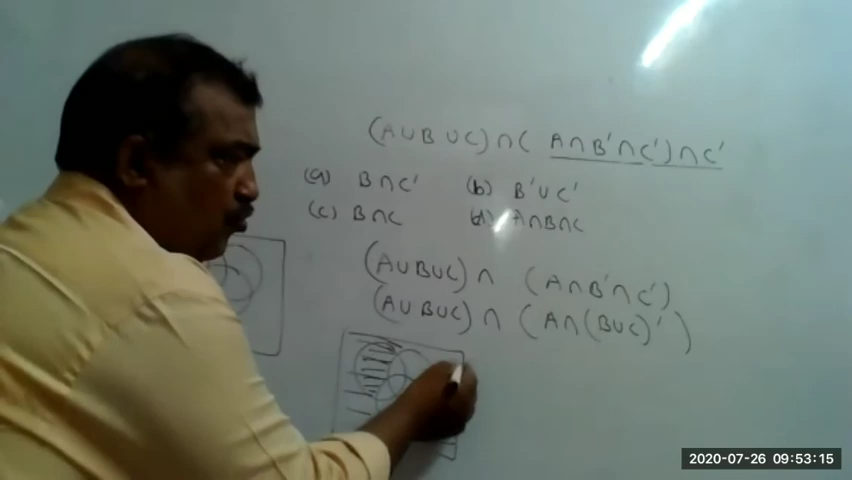 (A∪B∪C)∩( A∩B'∩C')∩C'
(a) B∩C' (b) B'∪C'
(c) B∩C (d) A∩B∩C
(A∪B∪C)∩ (A∩B'∩C')
(A∪B∪C)∩ (A∩(B∪C)')
2020-07-26 09:53:15